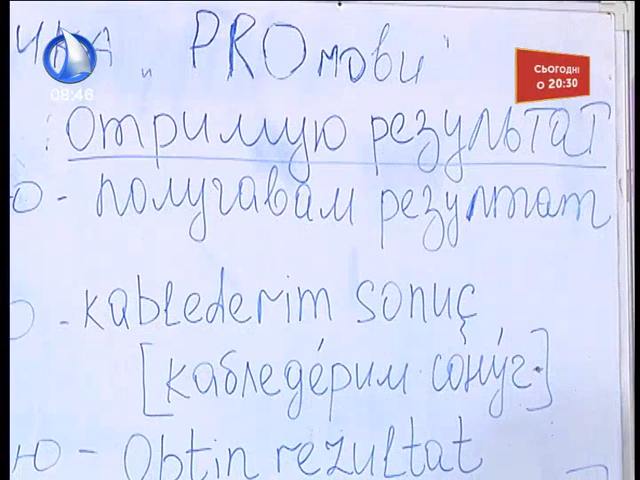 "PROмови"
СЬОГОДНІ
о 20:30
08:46
: Отримую результат
ю - получавам резултат
- kablederim sonuç
[кабледе́рим сону́ч]
ю - Obtin rezultat